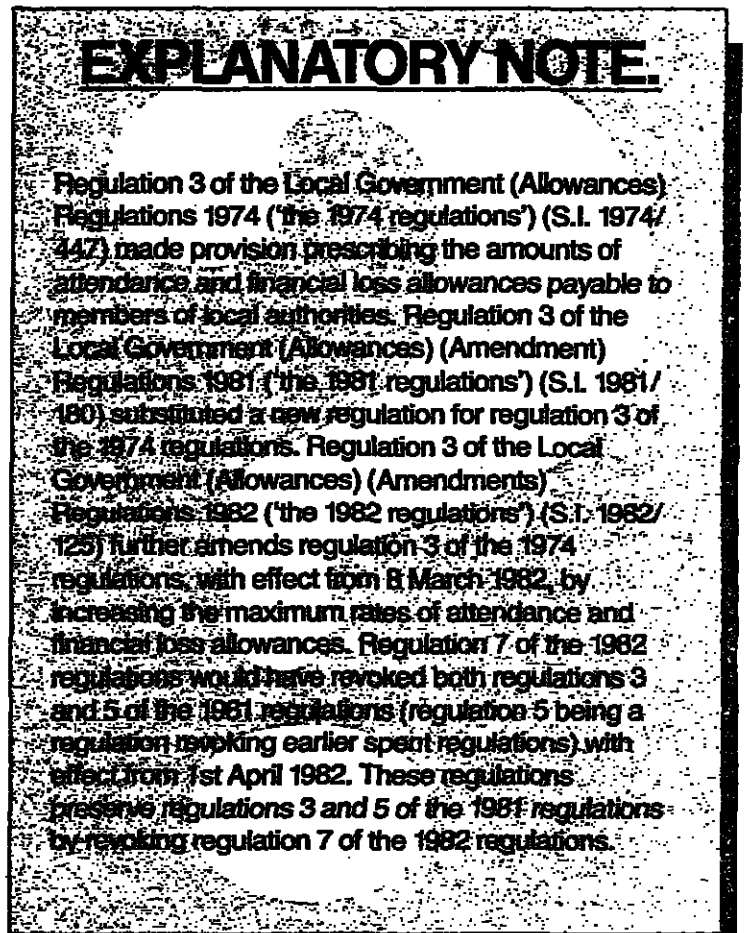 EXPLANATORY NOTE.
Regulation 3 of the Local Government (Allowances)
Regulations 1974 ('the 1974 regulations') (S.I. 1974/
447) made provision prescribing the amounts of
attendance and financial loss allowances payable to
members of local authorities. Regulation 3 of the
Local Government (Allowances) (Amendment)
Regulations 1981 ('the 1981 regulations') (S.I. 1981/
180) substituted a new regulation for regulation 3 of
the 1974 regulations. Regulation 3 of the Local
Government (Allowances) (Amendments)
Regulations 1982 ('the 1982 regulations') (S.I. 1982/
125) further amends regulation 3 of the 1974
regulations, with effect from 8 March 1982, by
increasing the maximum rates of attendance and
financial loss allowances. Regulation 7 of the 1982
regulations would have revoked both regulations 3
and 5 of the 1981 regulations (regulation 5 being a
regulation revoking earlier spent regulations) with
effect from 1st April 1982. These regulations
preserve regulations 3 and 5 of the 1981 regulations
by revoking regulation 7 of the 1982 regulations.